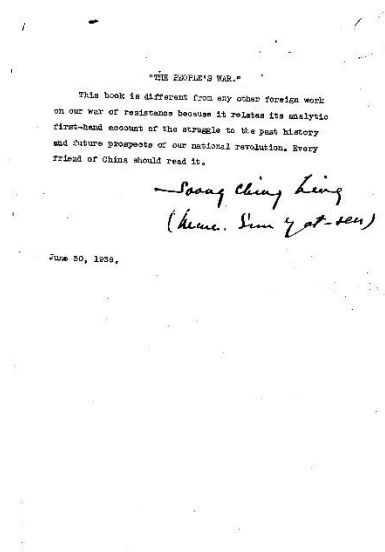 "THE PEOPLE'S WAR."
This book is different from any other foreign work
on our war of resistance because it relates its analytic
first-hand account of the struggle to the past history
and future prospects of our national revolution. Every
friend of China should read it.
—Soong Ching Ling
(Mme. Sun Yat-sen)
June 30, 1939.